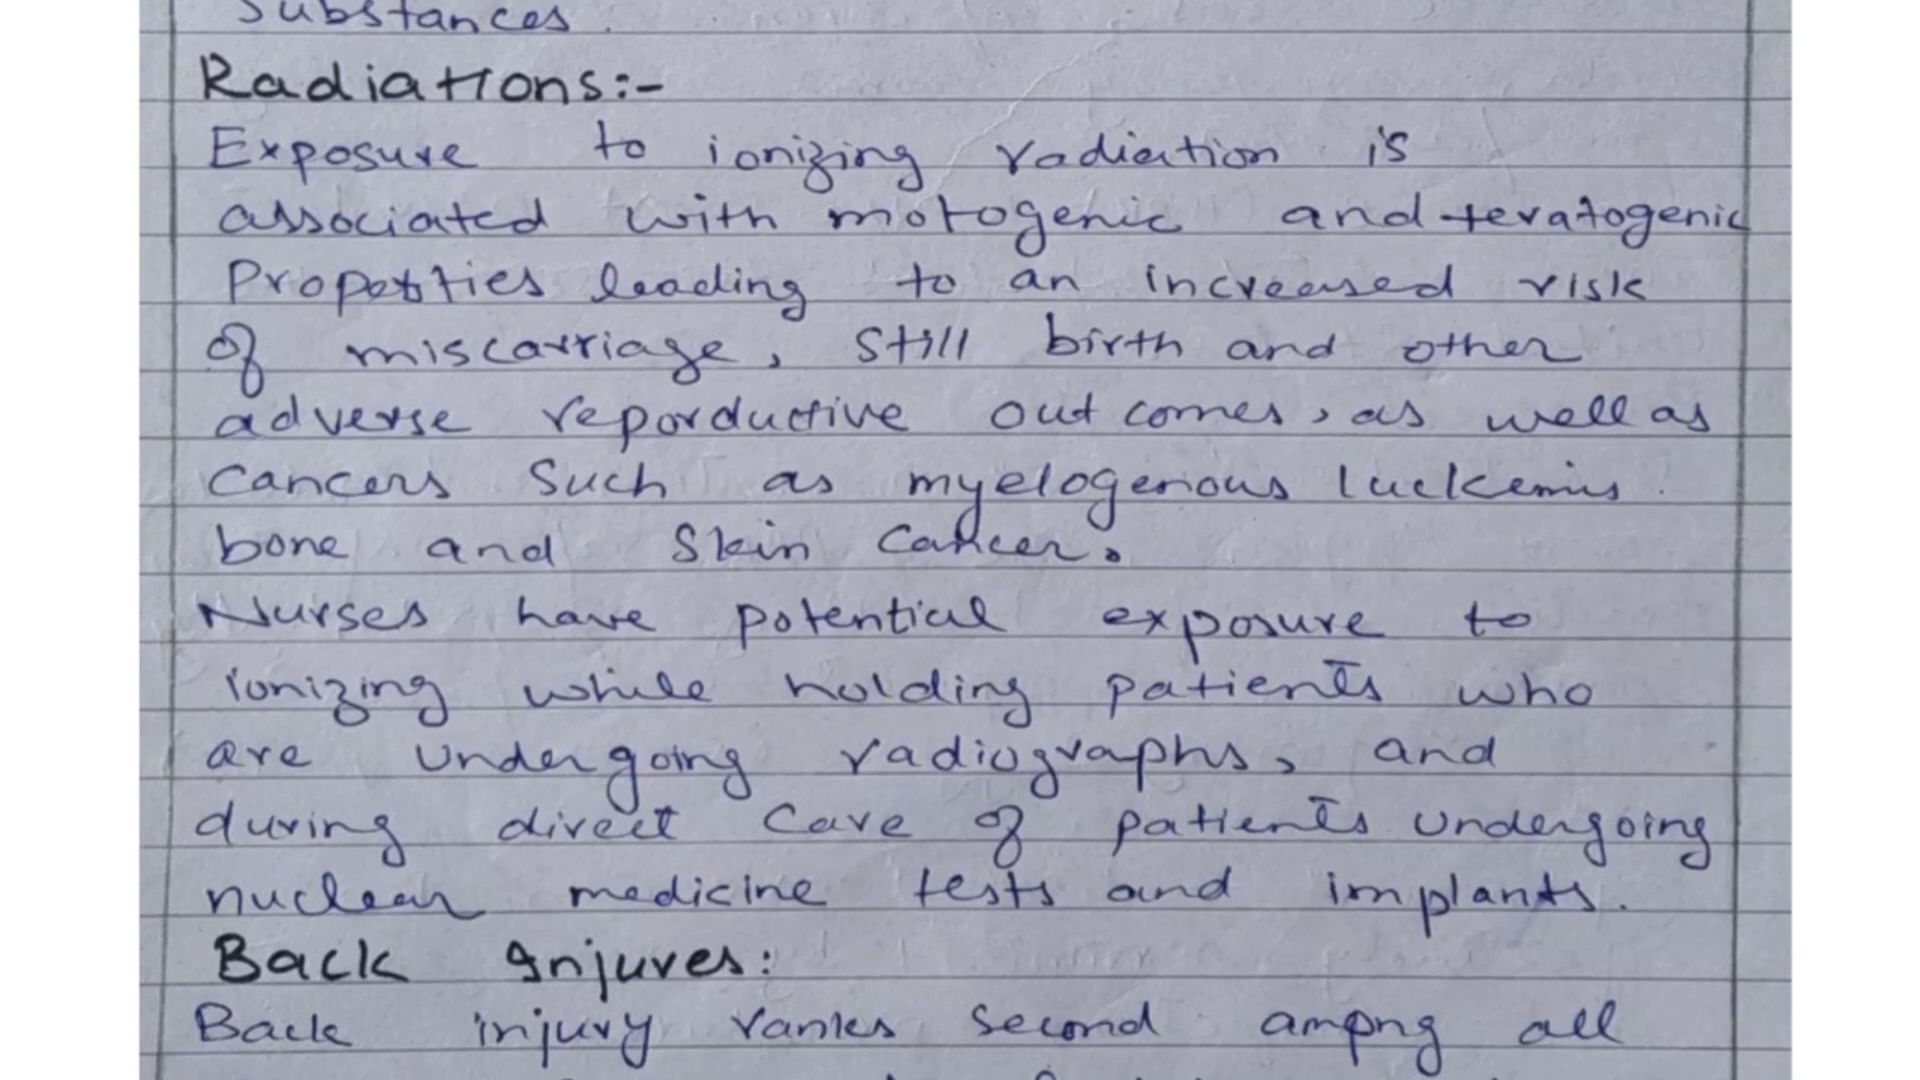 Substances.
Radiations:-
Exposure to ionizing radiation is
associated with motogenic and teratogenic
Propetties leading to an increased risk
of miscarriage, Still birth and other
adverse reporductive out comes, as well as
Cancers Such as myelogenous luekemis.
bone and Skin Cancer.
Nurses have potential exposure to
ionizing while holding patients who
are undergoing radiographs, and
during direct Care of patients undergoing
nuclear medicine tests and implants.
Back Injures:
Back injury ranks second among all